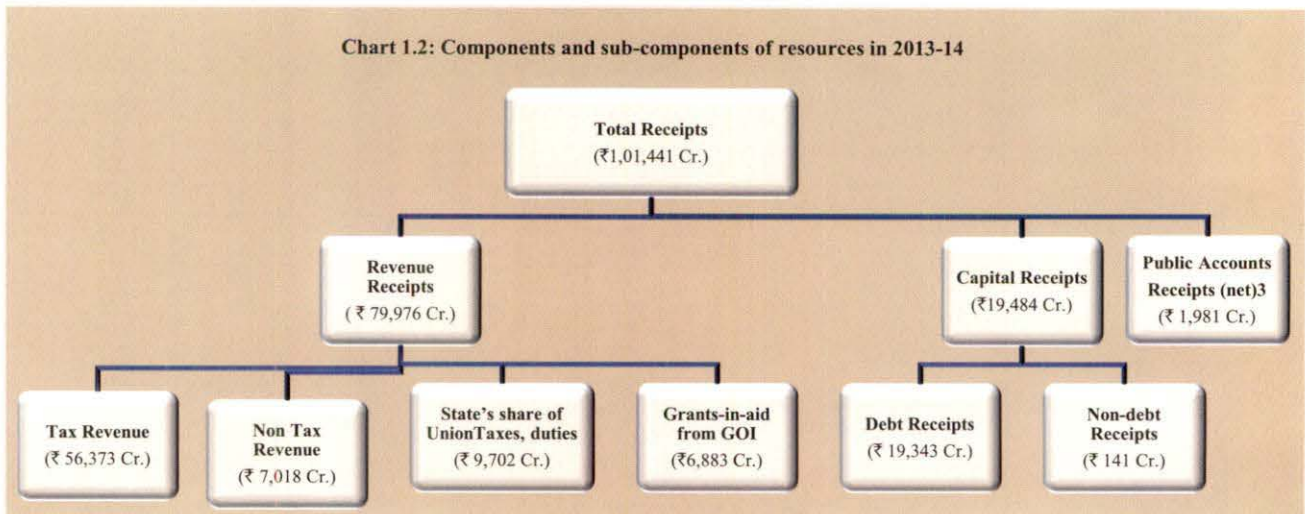 Chart 1.2: Components and sub-components of resources in 2013-14
Total Receipts
(₹1,01,441 Cr.)
Revenue
Receipts
( ₹ 79,976 Cr.)
Capital Receipts
(₹19,484 Cr.)
Public Accounts
Receipts (net)3
(₹ 1,981 Cr.)
Tax Revenue
(₹ 56,373 Cr.)
Non Tax
Revenue
(₹ 7,018 Cr.)
State's share of
UnionTaxes, duties
(₹ 9,702 Cr.)
Grants-in-aid
from GOI
(₹6,883 Cr.)
Debt Receipts
(₹ 19,343 Cr.)
Non-debt
Receipts
(₹ 141 Cr.)